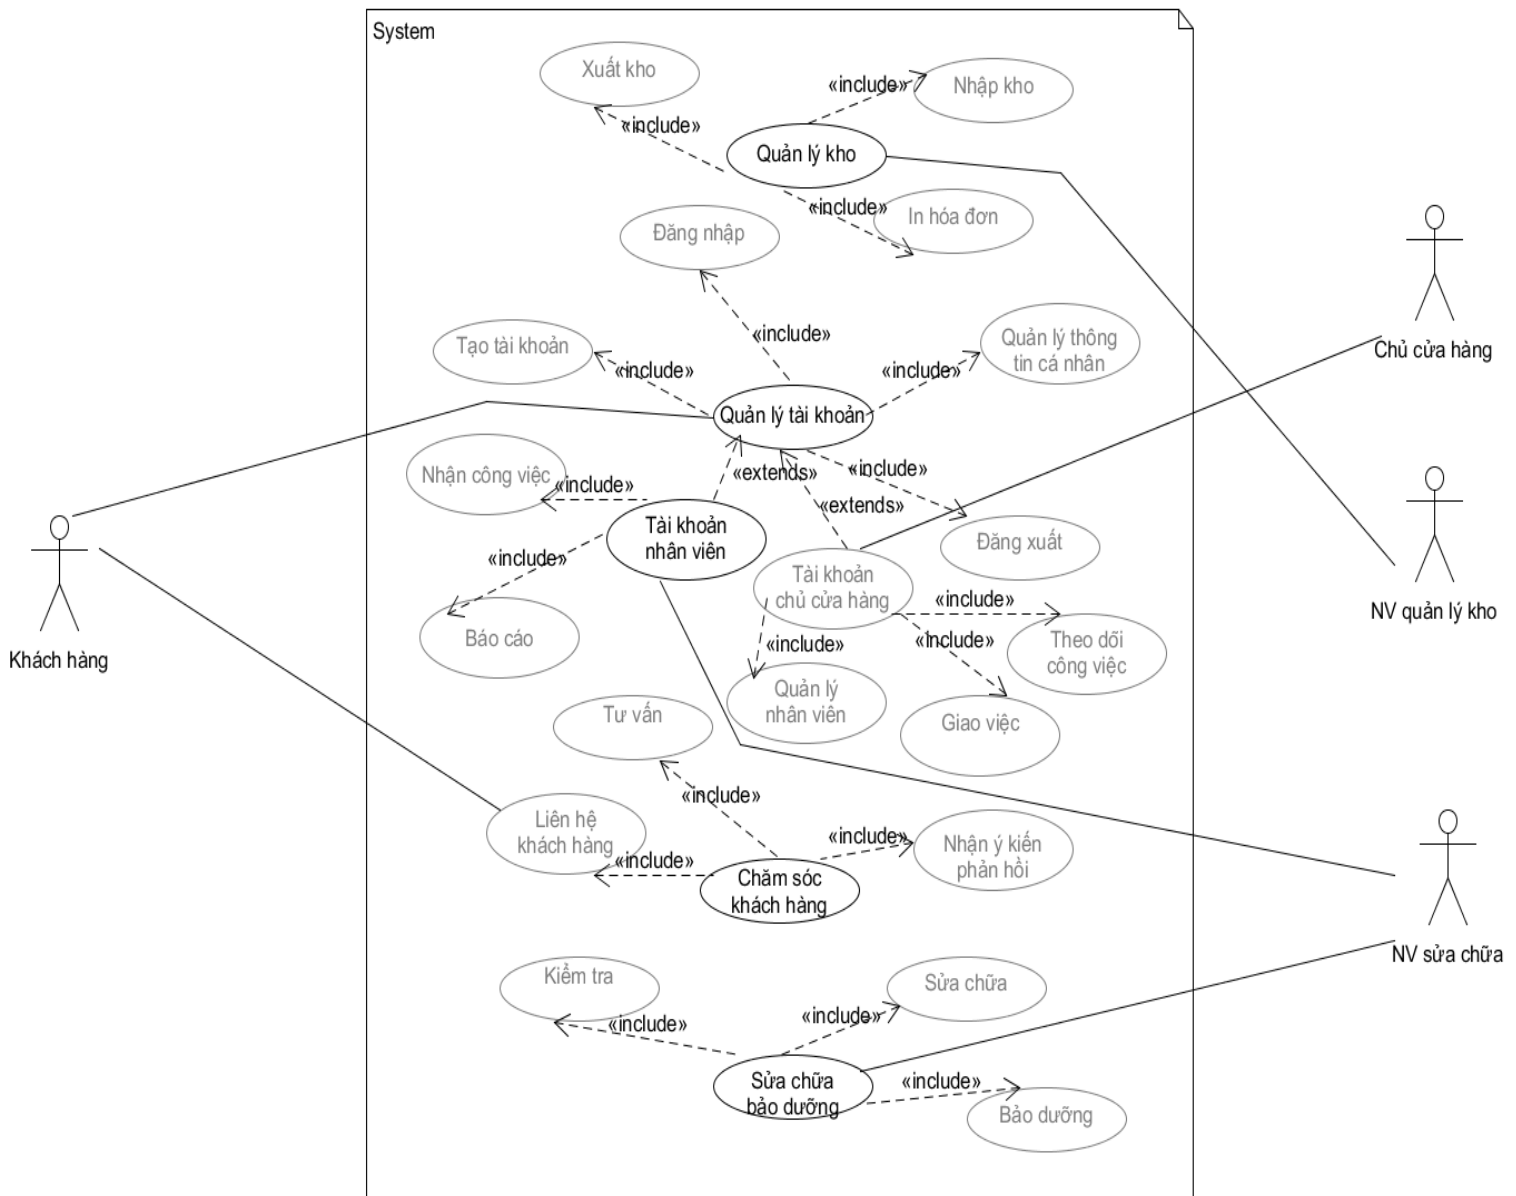 System
Xuất kho
«include»
Nhập kho
«include»
Quản lý kho
«include»
In hóa đơn
Đăng nhập
«include»
Tạo tài khoản
«include»
«include»
Quản lý thông
tin cá nhân
Chủ cửa hàng
Quản lý tài khoản
Nhận công việc
«include»
«extends»
«include»
«extends»
Tài khoản
nhân viên
Đăng xuất
«include»
Tài khoản
chủ cửa hàng
«include»
NV quản lý kho
Báo cáo
«include»
«include»
Theo dõi
công việc
Khách hàng
Quản lý
nhân viên
Giao việc
Tư vấn
«include»
Liên hệ
khách hàng
«include»
«include»
Nhận ý kiến
phản hồi
Chăm sóc
khách hàng
NV sửa chữa
Kiểm tra
«include»
«include»
Sửa chữa
Sửa chữa
bảo dưỡng
«include»
Bảo dưỡng